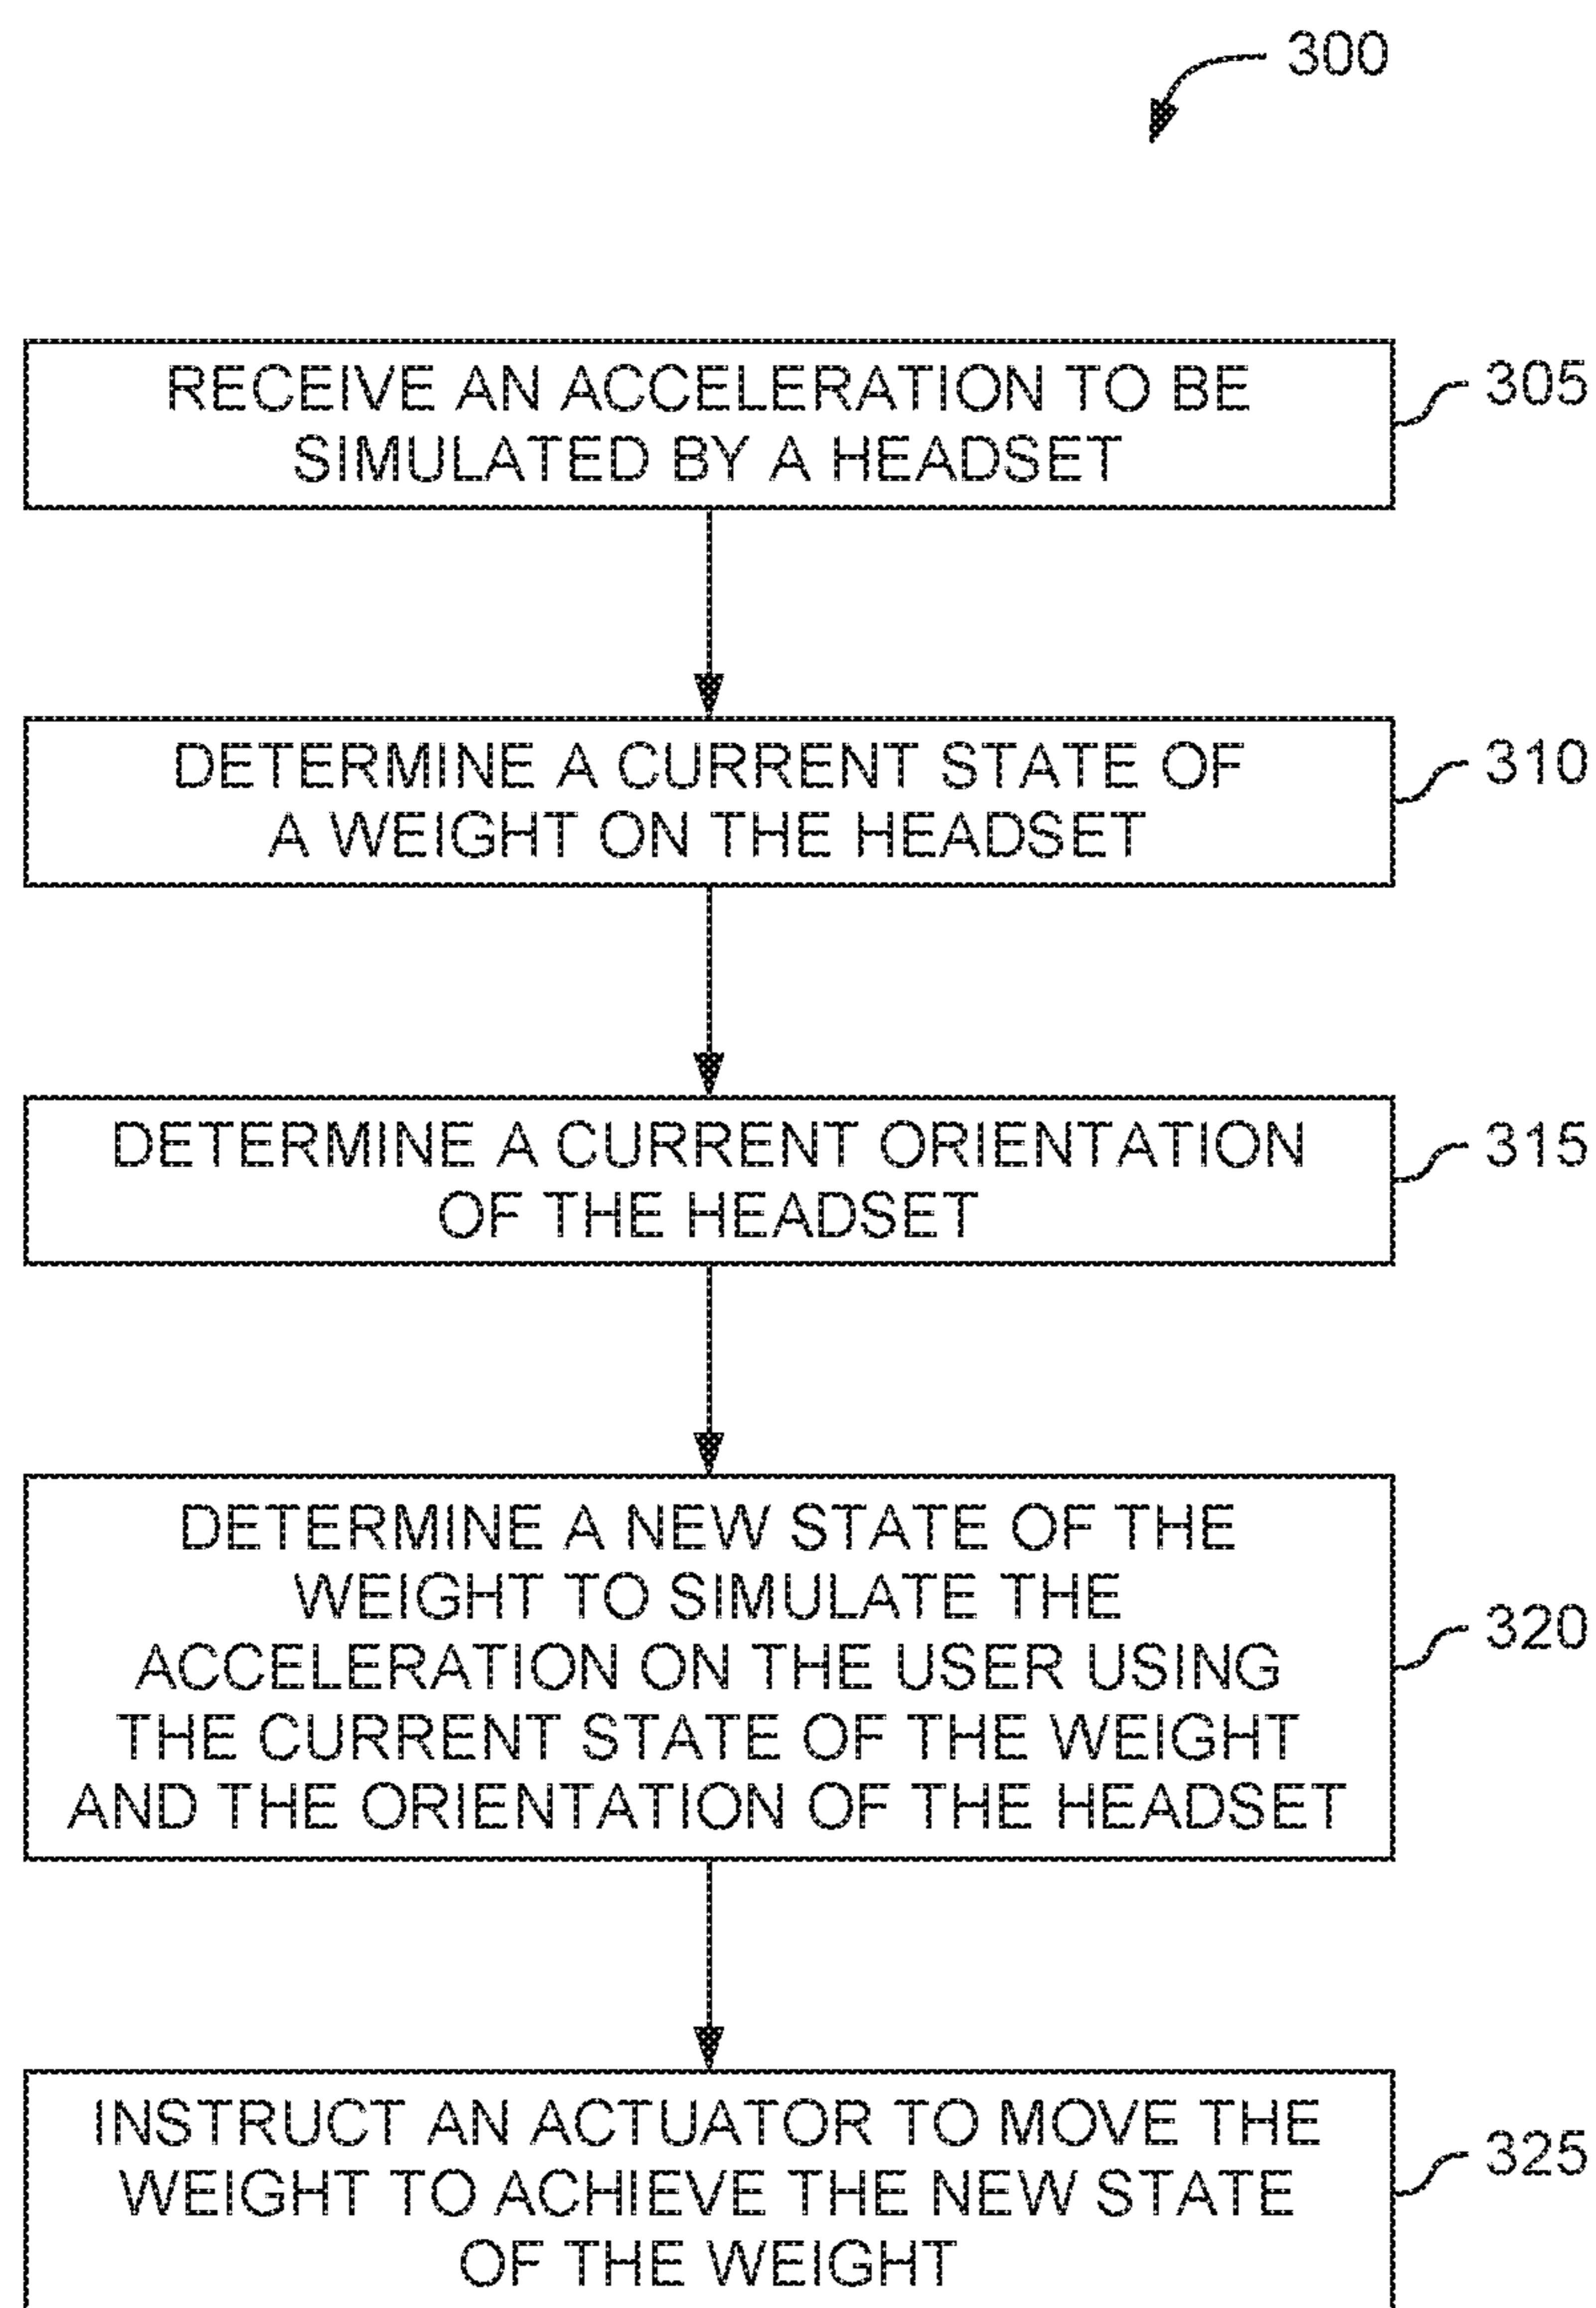 300
RECEIVE AN ACCELERATION TO BE
SIMULATED BY A HEADSET
305
DETERMINE A CURRENT STATE OF
A WEIGHT ON THE HEADSET
310
DETERMINE A CURRENT ORIENTATION
OF THE HEADSET
315
DETERMINE A NEW STATE OF THE
WEIGHT TO SIMULATE THE
ACCELERATION ON THE USER USING
THE CURRENT STATE OF THE WEIGHT
AND THE ORIENTATION OF THE HEADSET
320
INSTRUCT AN ACTUATOR TO MOVE THE
WEIGHT TO ACHIEVE THE NEW STATE
OF THE WEIGHT
325